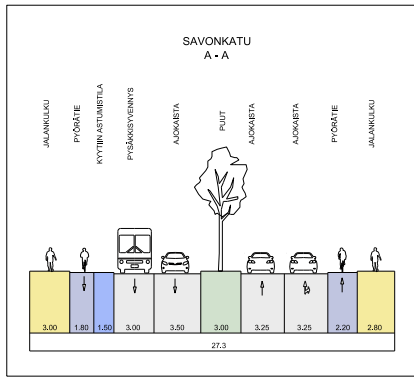 SAVONKATU
A - A
JALANKULKU
PYÖRÄTIE
KYYTIIN ASTUMISTILA
PYSÄKKISYVENNYS
AJOKAISTA
PUUT
AJOKAISTA
AJOKAISTA
PYÖRÄTIE
JALANKULKU
3.00 1.80 1.50 3.00 3.50 3.00 3.25 3.25 2.20 2.80
27.3